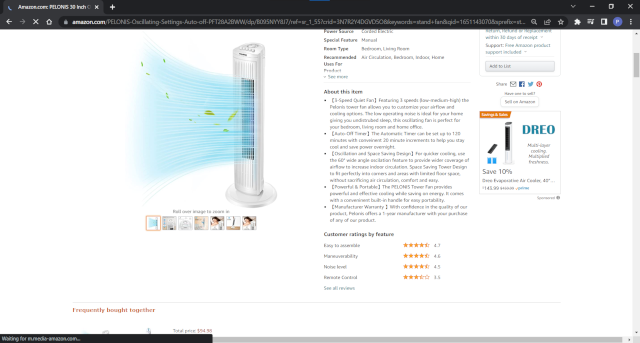 Amazon.com: PELONIS 30 Inch O
amazon.com/PELONIS-Oscillating-Settings-Auto-off-PFT28A2BWW/dp/B095NYY8J7/ref=sr_1_55?crid=3N7R2Y4DGVDSO&keywords=stand+fan&qid=1651143070&sprefix=st...
Power Source Corded Electric
Special Feature Manual
Room Type Bedroom, Living Room
Recommended Air Circulation, Bedroom, Indoor, Home
Uses For
Product
See more
About this item
• 【3-Speed Quiet Fan】Featuring 3 speeds (low-medium-high) the
Pelonis tower fan allows you to customize your airflow and
cooling options. The low operating noise is ideal for your home
giving you undisturbed sleep, this oscillating fan is perfect for
your bedroom, living room and home office.
• 【Auto-Off Timer】The Automatic Timer can be set up to 120
minutes with convenient 30 minute increments to help you stay
cool and save power overnight.
• 【Oscillation and Space Saving Design】For quicker cooling, use
the 60° wide angle oscillation feature to provide wider coverage of
airflow to increase indoor circulation. Space Saving Tower Design
to fit perfectly into corners and areas with limited floor space,
without sacrificing air circulation, comfort and easy.
• 【Powerful & Portable】The PELONIS Tower Fan provides
powerful and effective cooling while saving on energy. It comes
with a convenient built-in handle for easy portability.
• 【Manufacturer Warranty】With confidence in the quality of our
product, Pelonis offers a 1-year manufacturer with your purchase
of any of our product.
Roll over image to zoom in
Customer ratings by feature
Easy to assemble 4.7
Maneuverability 4.6
Noise level 4.5
Remote Control 3.5
See all reviews
Return, refund or replacement
within 30 days of receipt
Support: Free Amazon product
support included
Add to List
Share
Have one to sell?
Sell on Amazon
Savings & Sales
DREO
Multi-layer
cooling.
Multiplied
freshness.
Save 10%
Dreo Evaporative Air Cooler, 40"...
Sponsored
Frequently bought together
Total price: $94.98
Waiting for m.media-amazon.com...